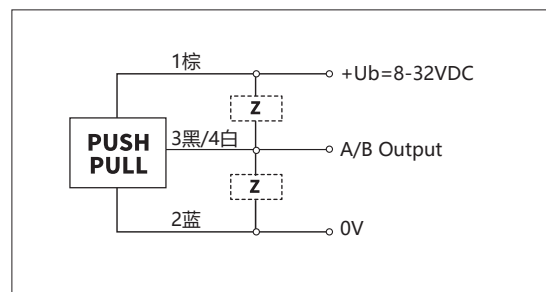 1棕
+Ub=8-32VDC
Z
PUSH
PULL
3黑/4白
A/B Output
Z
2蓝
0V